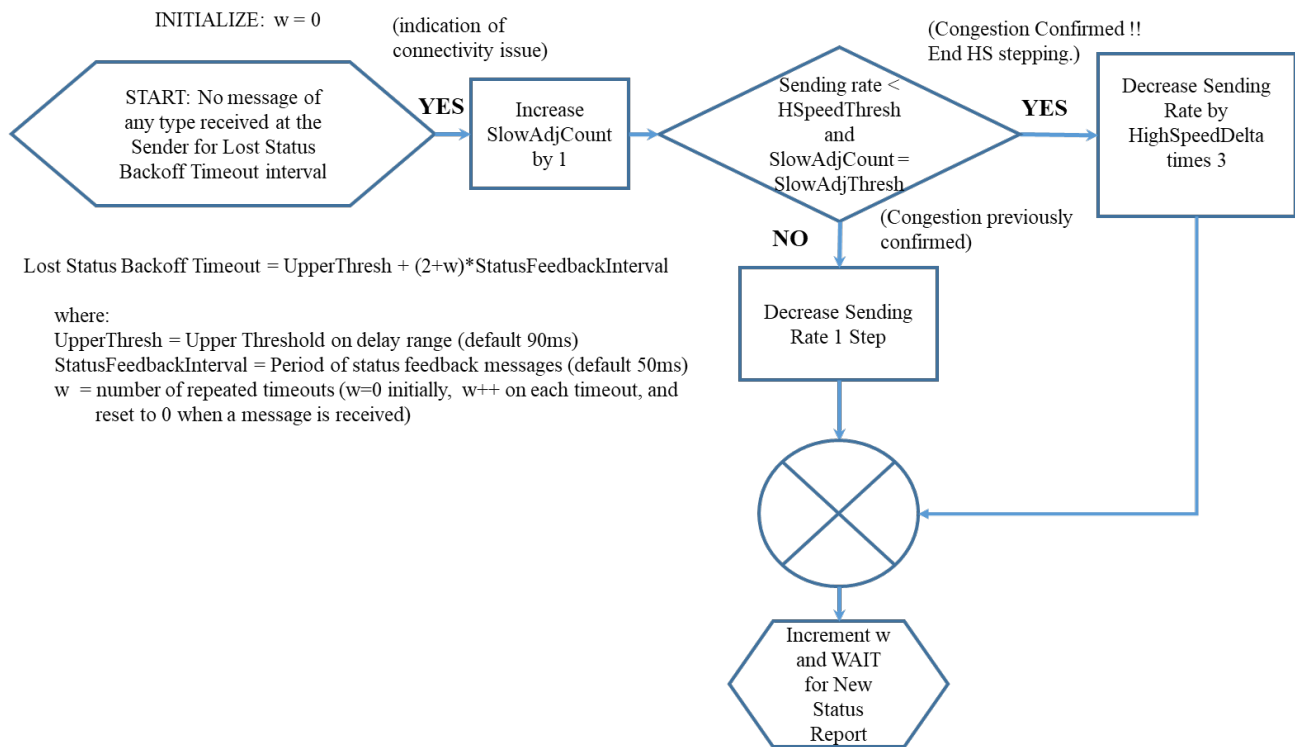 INITIALIZE: w = 0
(indication of
connectivity issue)
(Congestion Confirmed !!
End HS stepping.)
START: No message of
any type received at the
Sender for Lost Status
Backoff Timeout interval
YES
Increase
SlowAdjCount
by 1
Sending rate <
HSpeedThresh
and
SlowAdjCount =
SlowAdjThresh
YES
Decrease Sending
Rate by
HighSpeedDelta
times 3
NO
(Congestion previously
confirmed)
Lost Status Backoff Timeout = UpperThresh + (2+w)*StatusFeedbackInterval
where:
UpperThresh = Upper Threshold on delay range (default 90ms)
StatusFeedbackInterval = Period of status feedback messages (default 50ms)
w = number of repeated timeouts (w=0 initially, w++ on each timeout, and
reset to 0 when a message is received)
Decrease Sending
Rate 1 Step
Increment w
and WAIT
for New
Status
Report